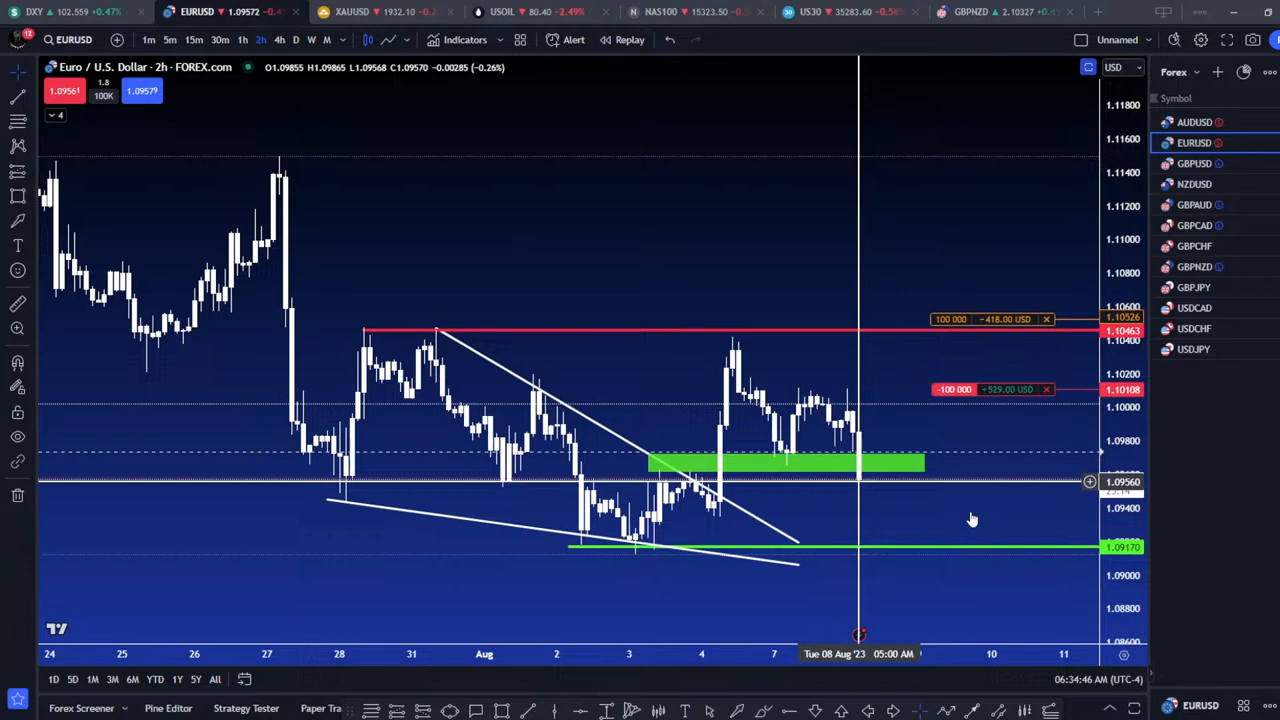 DXY 102.559 +0.47%
EURUSD 1.09572 -0.4
XAUUSD 1932.10 -0.2
USOIL 80.40 -2.49%
NAS100 15323.50
US30 35283.60 -0.56%
GBPNZD 2.10327 +0.4
12
EURUSD
1m 5m 15m 30m 1h 2h 4h D W M
Indicators
Alert
Replay
Unnamed
Euro / U.S. Dollar · 2h · FOREX.com
O1.09855 H1.09865 L1.09568 C1.09570 -0.00285 (-0.26%)
1.09561
1.8
100K
1.09579
4
USD
1.11800
1.11600
1.11400
1.11200
1.11000
1.10800
1.10600
1.10526
1.10463
1.10400
1.10200
1.10108
1.10000
1.09800
1.09560
1.09400
1.09170
1.09000
1.08800
1.08600
100 000 -418.00 USD
-100 000 +529.00 USD
24 25 26 27 28 31 Aug 2 3 4 7 Tue 08 Aug '23 05:00 AM 10 11
1D 5D 1M 3M 6M YTD 1Y 5Y All
06:34:46 AM (UTC-4)
Forex Screener
Pine Editor
Strategy Tester
Paper Tra
Forex
Symbol
AUDUSD
EURUSD
GBPUSD
NZDUSD
GBPAUD
GBPCAD
GBPCHF
GBPNZD
GBPJPY
USDCAD
USDCHF
USDJPY
EURUSD